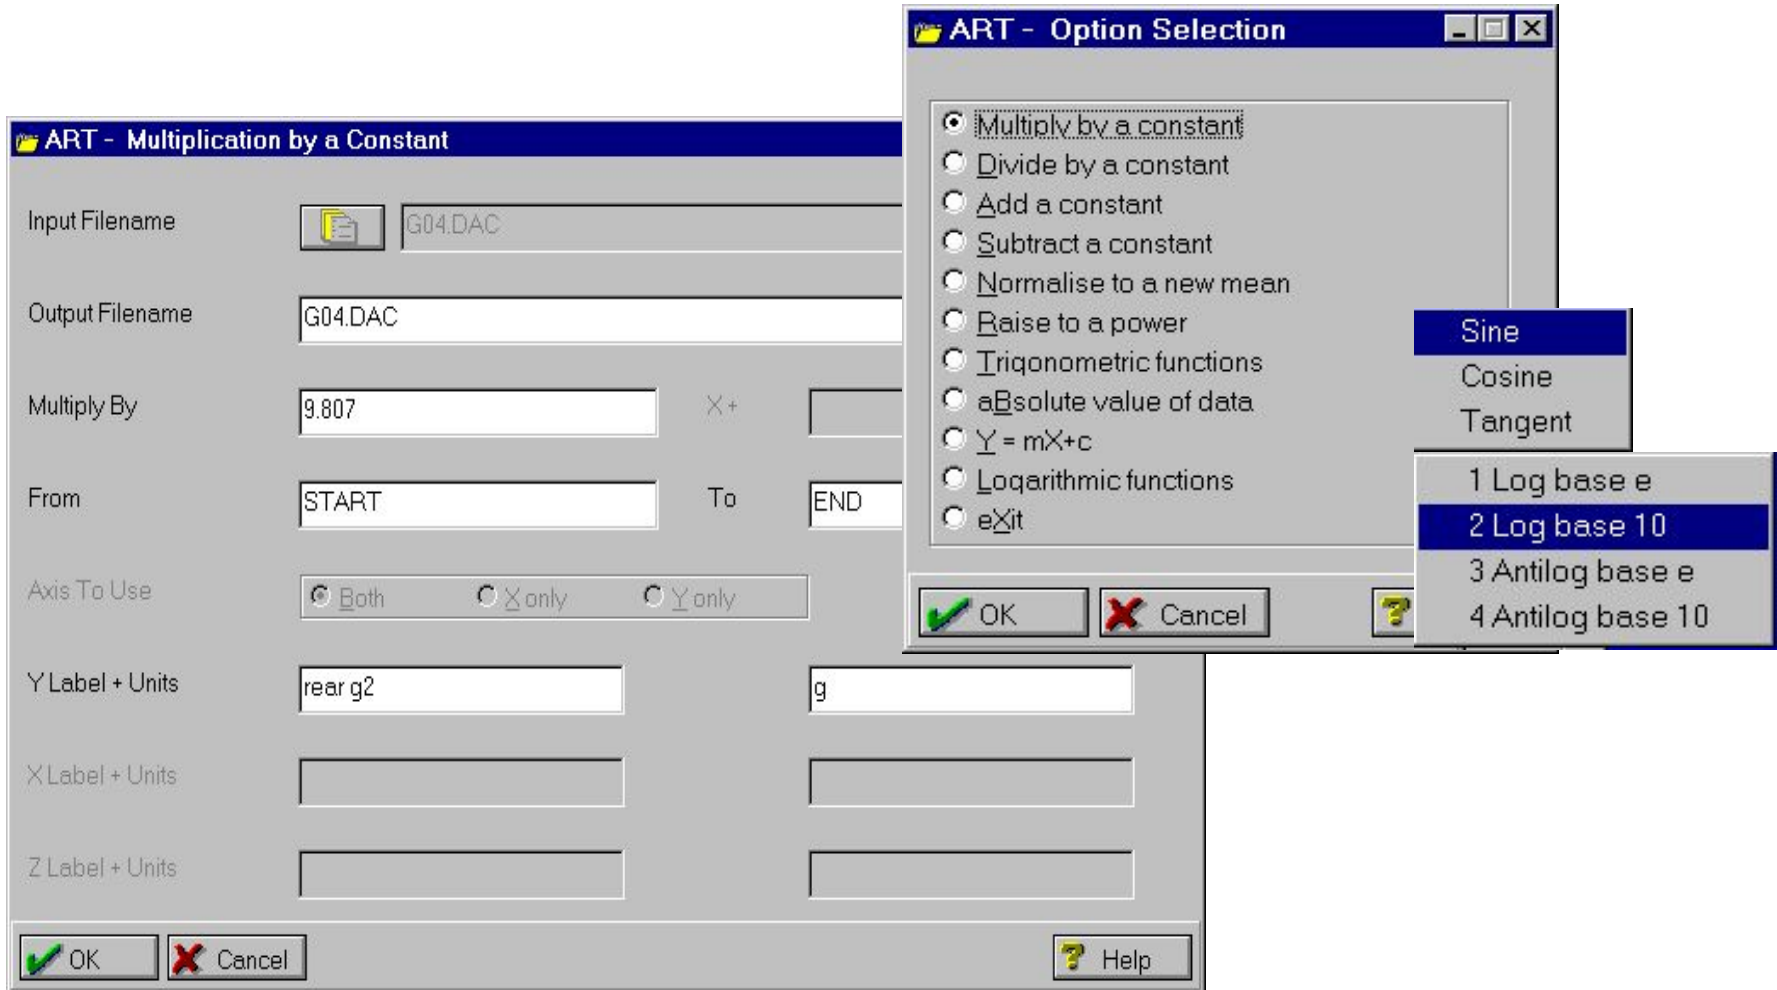 ART - Multiplication by a Constant
Input Filename G04.DAC
Output Filename G04.DAC
Multiply By 9.807 X +
From START To END
Axis To Use Both X only Y only
Y Label + Units rear g2 g
X Label + Units
Z Label + Units
OK Cancel Help
ART - Option Selection
Multiply by a constant
Divide by a constant
Add a constant
Subtract a constant
Normalise to a new mean
Raise to a power
Trigonometric functions
aBsolute value of data
Y = mX+c
Logarithmic functions
eXit
OK Cancel
Sine
Cosine
Tangent
1 Log base e
2 Log base 10
3 Antilog base e
4 Antilog base 10